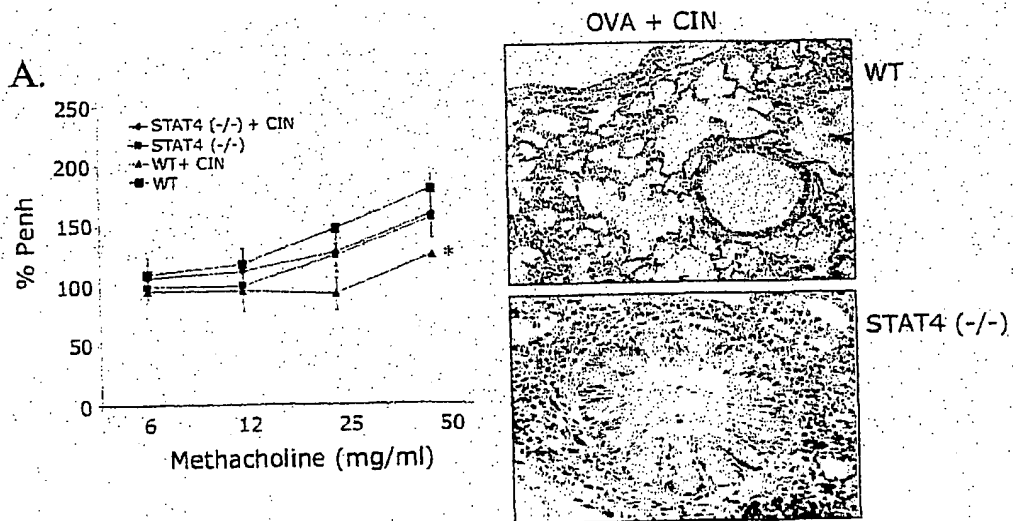 OVA + CIN
A.
WT
250
200
150
100
50
0
% Penh
STAT4 (-/-) + CIN
STAT4 (-/-)
WT + CIN
WT
*
6 12 25 50
Methacholine (mg/ml)
STAT4 (-/-)